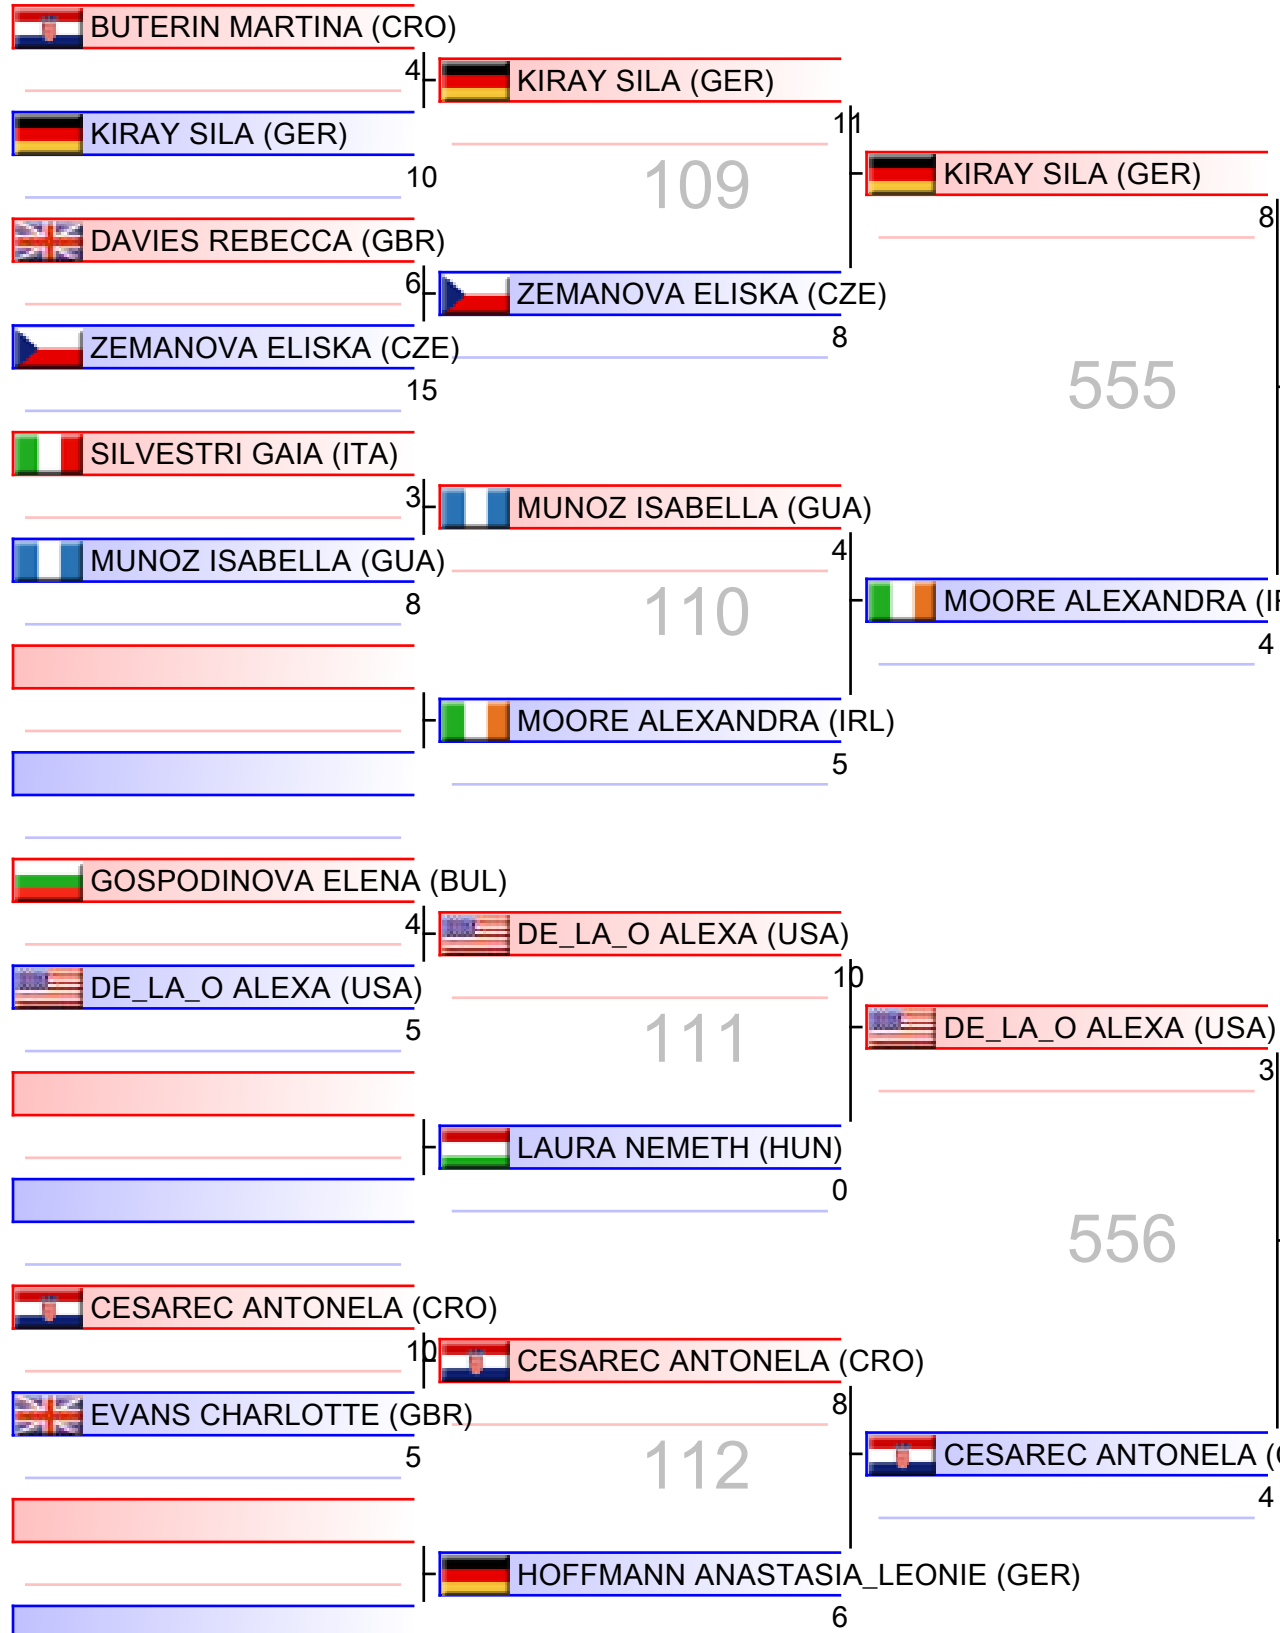 BUTERIN MARTINA (CRO)
4
KIRAY SILA (GER)
10
DAVIES REBECCA (GBR)
6
ZEMANOVA ELISKA (CZE)
15
SILVESTRI GAIA (ITA)
3
MUNOZ ISABELLA (GUA)
8
GOSPODINOVA ELENA (BUL)
4
DE_LA_O ALEXA (USA)
5
CESAREC ANTONELA (CRO)
10
EVANS CHARLOTTE (GBR)
5
KIRAY SILA (GER)
11
109
ZEMANOVA ELISKA (CZE)
8
MUNOZ ISABELLA (GUA)
4
110
MOORE ALEXANDRA (IRL)
5
DE_LA_O ALEXA (USA)
10
111
LAURA NEMETH (HUN)
0
CESAREC ANTONELA (CRO)
8
112
HOFFMANN ANASTASIA_LEONIE (GER)
6
KIRAY SILA (GER)
8
555
MOORE ALEXANDRA (
4
DE_LA_O ALEXA (USA)
3
556
CESAREC ANTONELA (
4